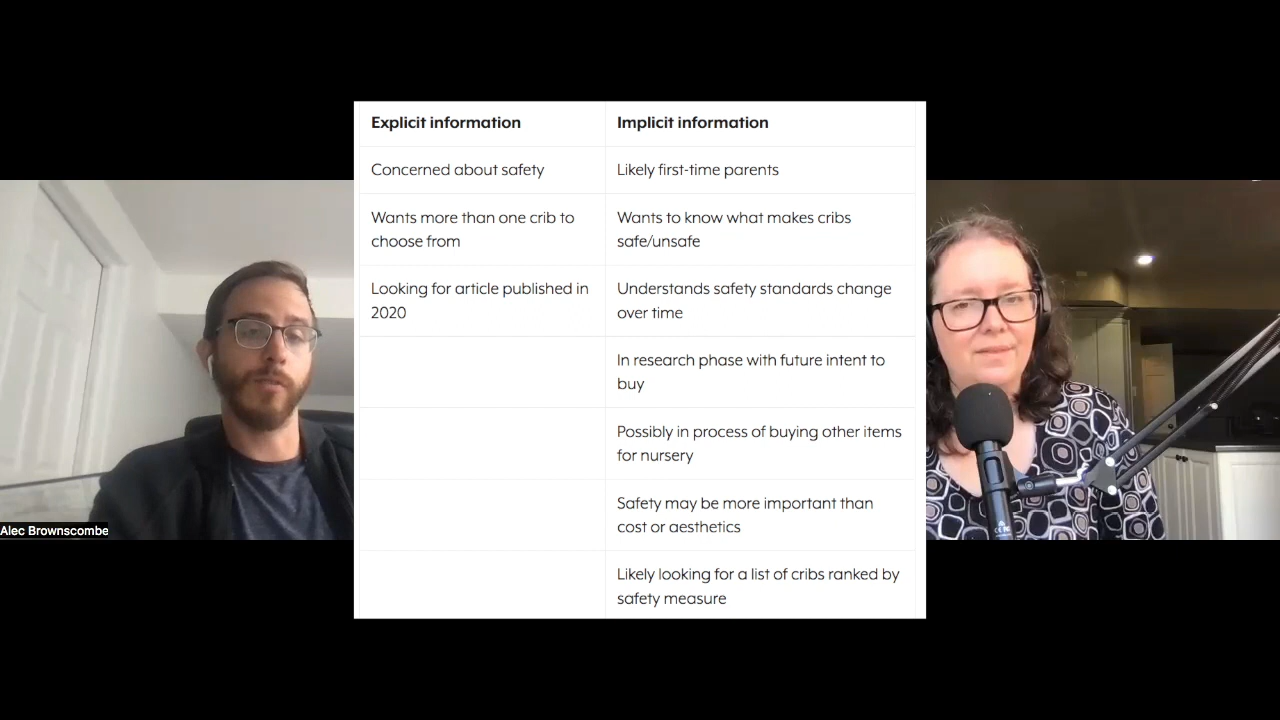 Explicit information
Implicit information
Concerned about safety
Likely first-time parents
Wants more than one crib to
choose from
Wants to know what makes cribs
safe/unsafe
Looking for article published in
2020
Understands safety standards change
over time
In research phase with future intent to
buy
Possibly in process of buying other items
for nursery
Safety may be more important than
cost or aesthetics
Likely looking for a list of cribs ranked by
safety measure
Alec Brownscombe